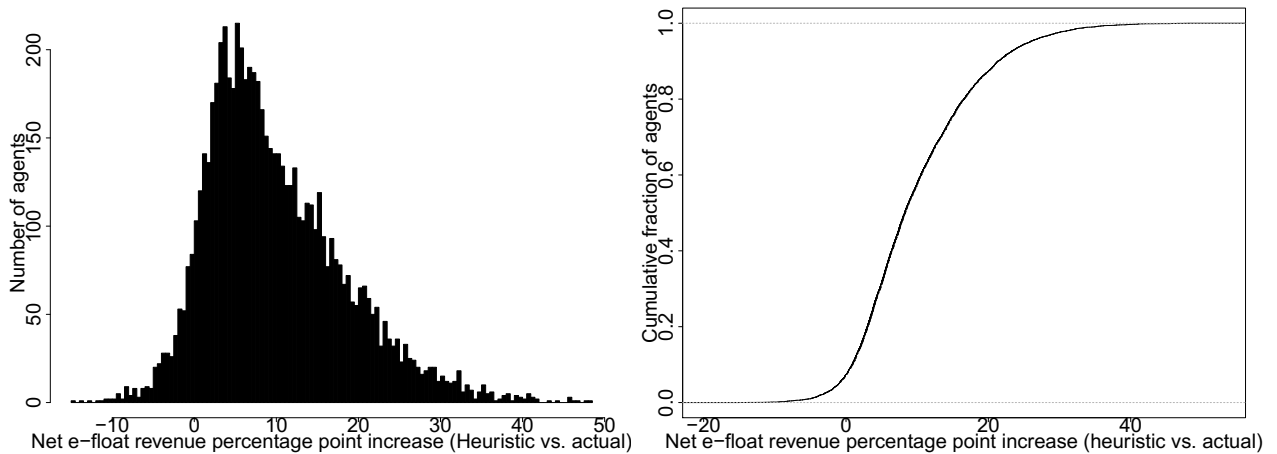 Number of agents
200
150
100
50
0
−10 0 10 20 30 40 50
Net e−float revenue percentage point increase (Heuristic vs. actual)
Cumulative fraction of agents
1.0
0.8
0.6
0.4
0.2
0.0
−20 0 20 40
Net e−float revenue percentage point increase (heuristic vs. actual)